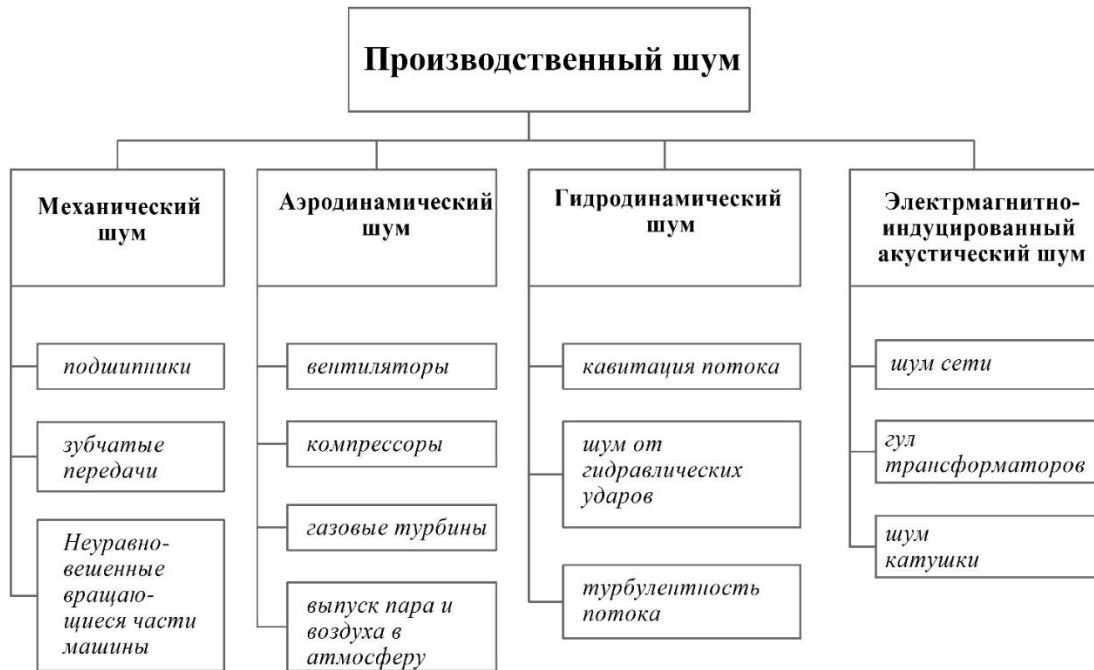 Производственный шум
Механический
шум
подшипники
зубчатые
передачи
Неуравно-
вешенные
вращаю-
щиеся части
машины
Аэродинамический
шум
вентиляторы
компрессоры
газовые турбины
выпуск пара и
воздуха в
атмосферу
Гидродинамический
шум
кавитация потока
шум от
гидравлических
ударов
турбулентность
потока
Электрмагнитно-
индуцированный
акустический шум
шум сети
гул
трансформаторов
шум
катушки